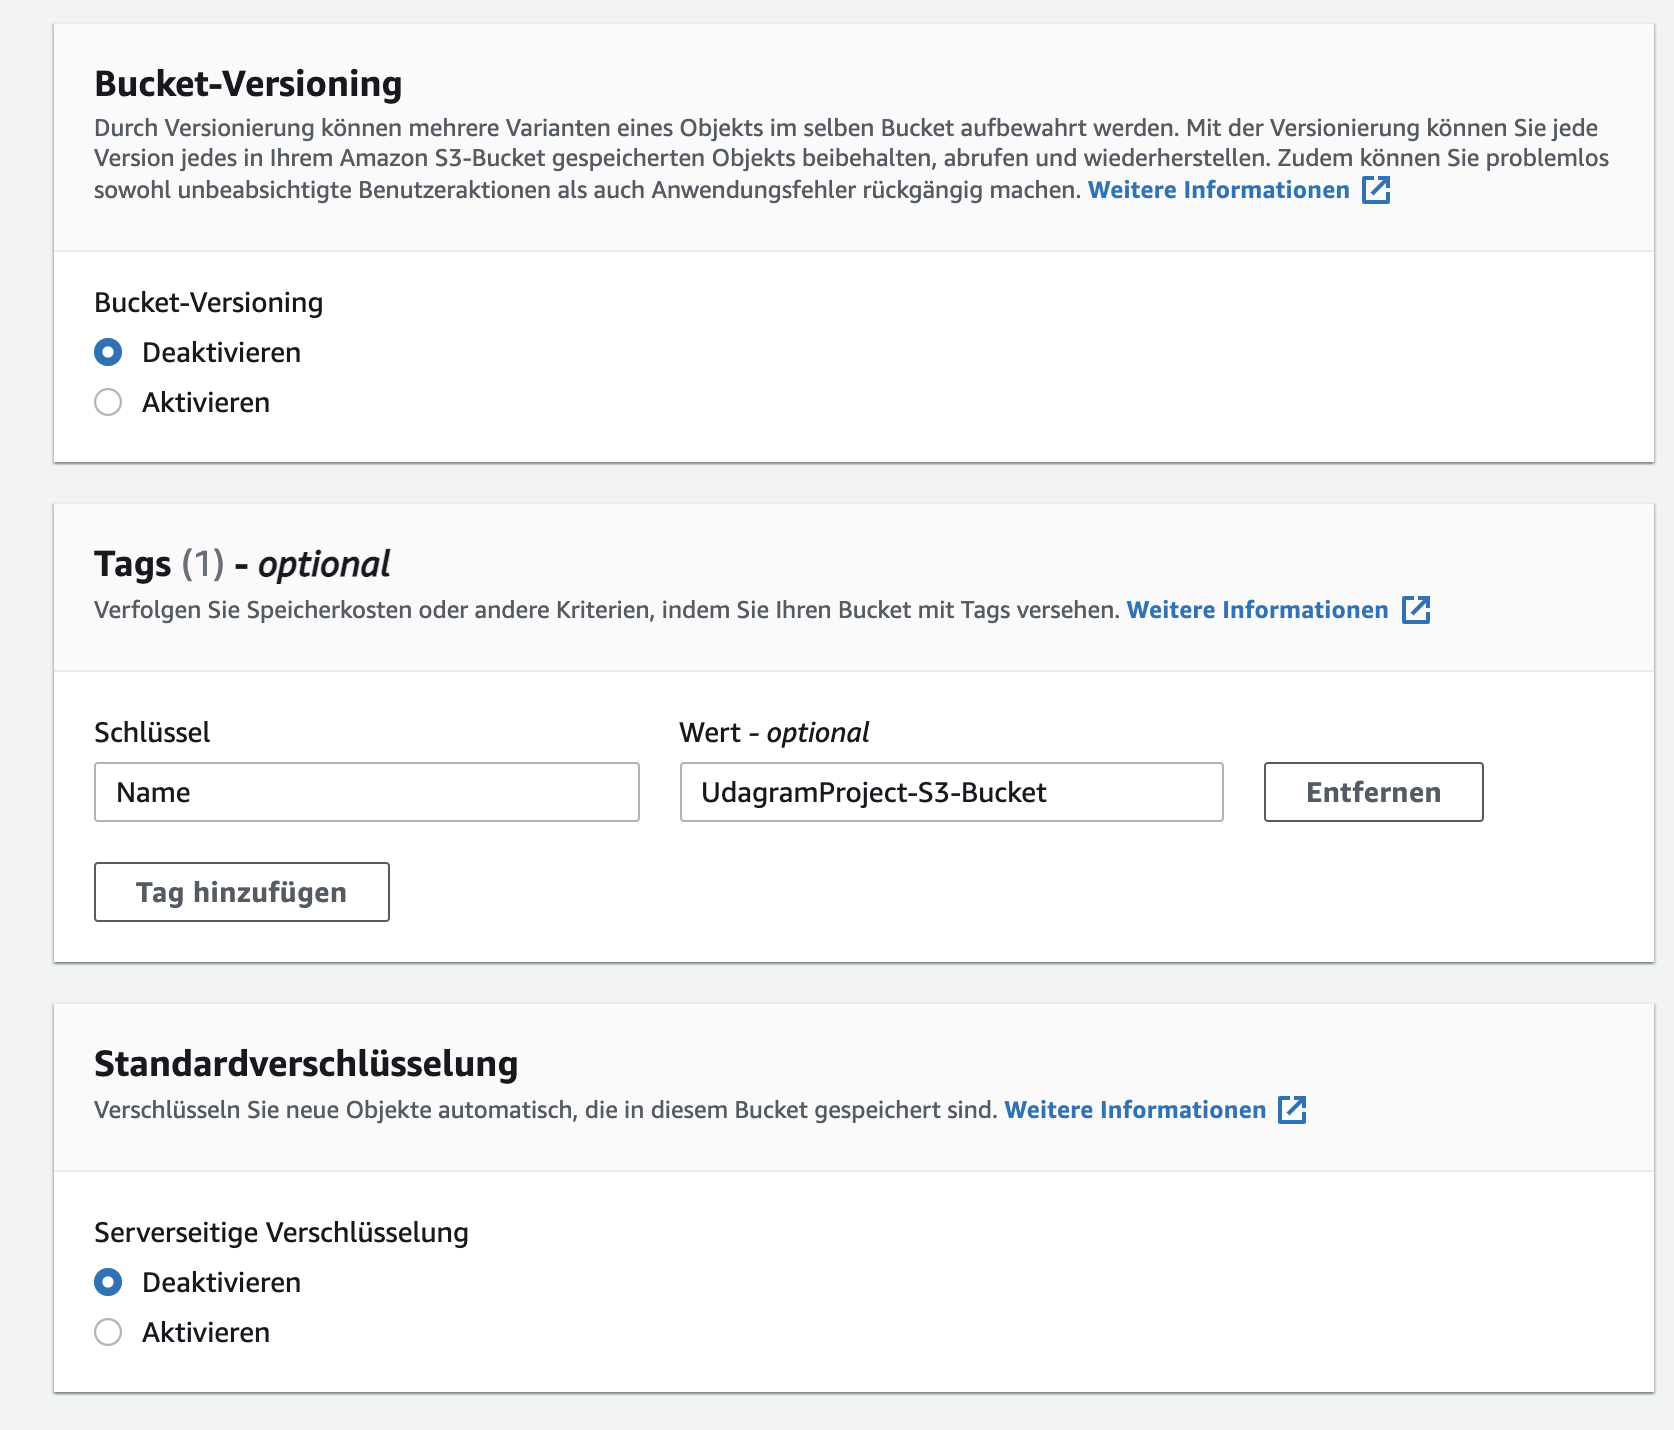 Bucket-Versioning
Durch Versionierung können mehrere Varianten eines Objekts im selben Bucket aufbewahrt werden. Mit der Versionierung können Sie jede
Version jedes in Ihrem Amazon S3-Bucket gespeicherten Objekts beibehalten, abrufen und wiederherstellen. Zudem können Sie problemlos
sowohl unbeabsichtigte Benutzeraktionen als auch Anwendungsfehler rückgängig machen. Weitere Informationen
Bucket-Versioning
Deaktivieren
Aktivieren
Tags (1) - optional
Verfolgen Sie Speicherkosten oder andere Kriterien, indem Sie Ihren Bucket mit Tags versehen. Weitere Informationen
Schlüssel Wert - optional
Name UdagramProject-S3-Bucket Entfernen
Tag hinzufügen
Standardverschlüsselung
Verschlüsseln Sie neue Objekte automatisch, die in diesem Bucket gespeichert sind. Weitere Informationen
Serverseitige Verschlüsselung
Deaktivieren
Aktivieren